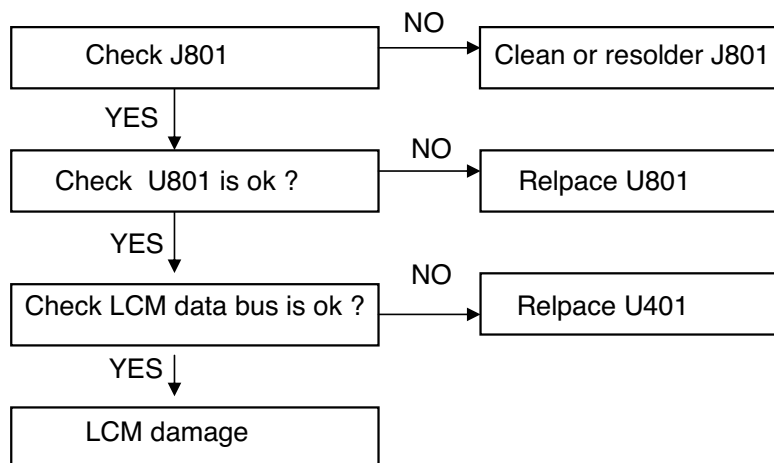 Check J801
NO
Clean or resolder J801
YES
Check U801 is ok ?
NO
Relpace U801
YES
Check LCM data bus is ok ?
NO
Relpace U401
YES
LCM damage